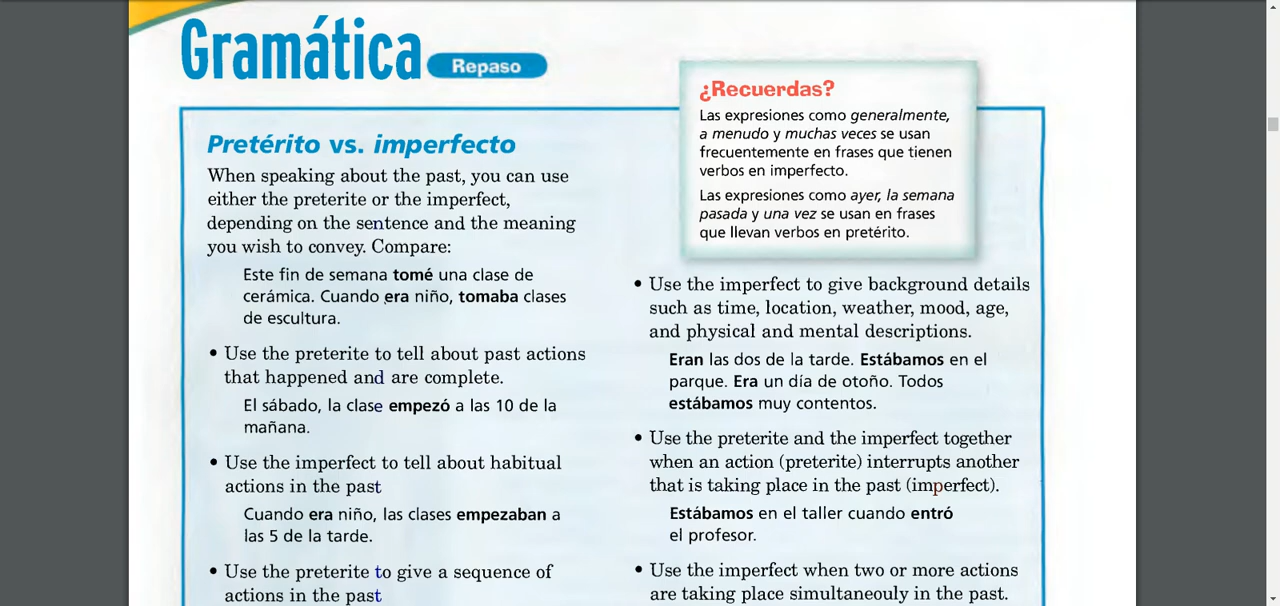 Gramática Repaso
Pretérito vs. imperfecto
When speaking about the past, you can use
either the preterite or the imperfect,
depending on the sentence and the meaning
you wish to convey. Compare:
Este fin de semana tomé una clase de
cerámica. Cuando era niño, tomaba clases
de escultura.
• Use the preterite to tell about past actions
that happened and are complete.
El sábado, la clase empezó a las 10 de la
mañana.
• Use the imperfect to tell about habitual
actions in the past
Cuando era niño, las clases empezaban a
las 5 de la tarde.
• Use the preterite to give a sequence of
actions in the past
¿Recuerdas?
Las expresiones como generalmente,
a menudo y muchas veces se usan
frecuentemente en frases que tienen
verbos en imperfecto.
Las expresiones como ayer, la semana
pasada y una vez se usan en frases
que llevan verbos en pretérito.
• Use the imperfect to give background details
such as time, location, weather, mood, age,
and physical and mental descriptions.
Eran las dos de la tarde. Estábamos en el
parque. Era un día de otoño. Todos
estábamos muy contentos.
• Use the preterite and the imperfect together
when an action (preterite) interrupts another
that is taking place in the past (imperfect).
Estábamos en el taller cuando entró
el profesor.
• Use the imperfect when two or more actions
are taking place simultaneouly in the past.